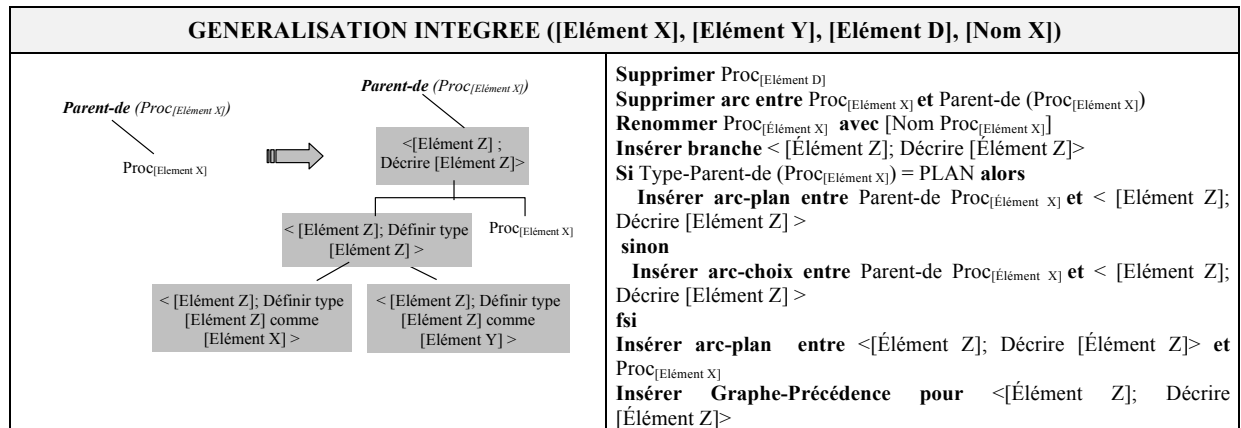 GENERALISATION INTEGREE ([Elément X], [Elément Y], [Elément D], [Nom X])
Parent-de (Proc[Elément X])
Proc[Element X]
Parent-de (Proc[Elément X])
<[Elément Z] ;
Décrire [Elément Z]>
< [Elément Z]; Définir type
[Elément Z] >
Proc[Elément X]
< [Elément Z]; Définir type
[Elément Z] comme
[Elément X] >
< [Elément Z]; Définir type
[Elément Z] comme
[Elément Y] >
Supprimer Proc[Elément D]
Supprimer arc entre Proc[Elément X] et Parent-de (Proc[Elément X])
Renommer Proc[Élément X] avec [Nom Proc[Elément X]]
Insérer branche < [Élément Z]; Décrire [Élément Z]>
Si Type-Parent-de (Proc[Elément X]) = PLAN alors
Insérer arc-plan entre Parent-de Proc[Élément X] et < [Elément Z];
Décrire [Elément Z] >
sinon
Insérer arc-choix entre Parent-de Proc[Élément X] et < [Elément Z];
Décrire [Elément Z] >
fsi
Insérer arc-plan entre <[Élément Z]; Décrire [Élément Z]> et
Proc[Elément X]
Insérer Graphe-Précédence pour <[Élément Z]; Décrire
[Élément Z]>